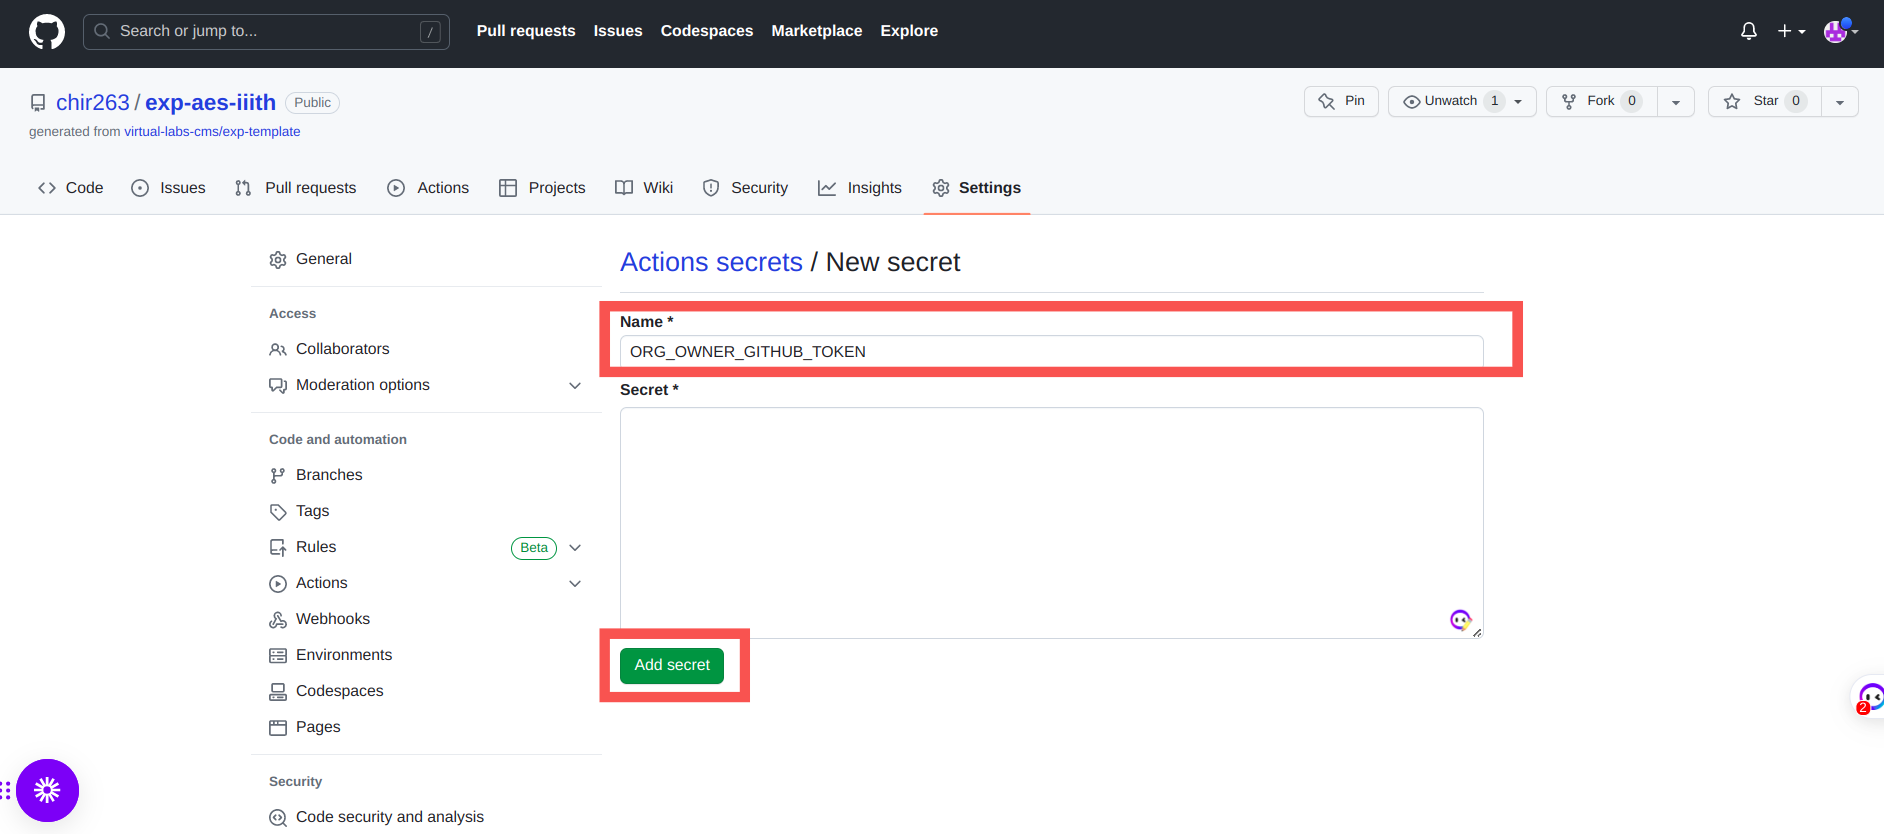 Search or jump to... /
Pull requests Issues Codespaces Marketplace Explore
chir263 / exp-aes-iiith Public
generated from virtual-labs-cms/exp-template
Pin Unwatch 1 Fork 0 Star 0
Code Issues Pull requests Actions Projects Wiki Security Insights Settings
General
Access
Collaborators
Moderation options
Code and automation
Branches
Tags
Rules Beta
Actions
Webhooks
Environments
Codespaces
Pages
Security
Code security and analysis
Actions secrets / New secret
Name *
ORG_OWNER_GITHUB_TOKEN
Secret *
Add secret
2